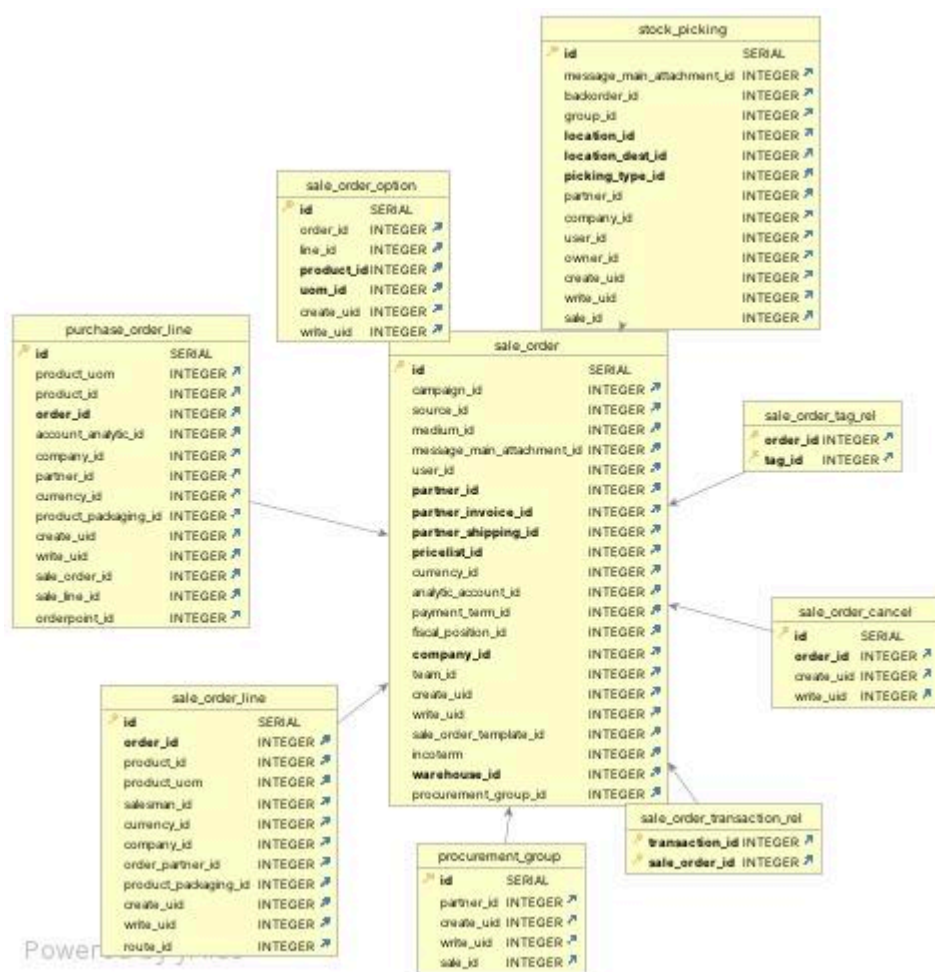 stock_picking
id SERIAL
message_main_attachment_id INTEGER
backorder_id INTEGER
group_id INTEGER
location_id INTEGER
location_dest_id INTEGER
picking_type_id INTEGER
partner_id INTEGER
company_id INTEGER
user_id INTEGER
owner_id INTEGER
create_uid INTEGER
write_uid INTEGER
sale_id INTEGER
sale_order_option
id SERIAL
order_id INTEGER
line_id INTEGER
product_id INTEGER
uom_id INTEGER
create_uid INTEGER
write_uid INTEGER
purchase_order_line
id SERIAL
product_uom INTEGER
product_id INTEGER
order_id INTEGER
account_analytic_id INTEGER
company_id INTEGER
partner_id INTEGER
currency_id INTEGER
product_packaging_id INTEGER
create_uid INTEGER
write_uid INTEGER
sale_order_id INTEGER
sale_line_id INTEGER
orderpoint_id INTEGER
sale_order
id SERIAL
campaign_id INTEGER
source_id INTEGER
medium_id INTEGER
message_main_attachment_id INTEGER
user_id INTEGER
partner_id INTEGER
partner_invoice_id INTEGER
partner_shipping_id INTEGER
pricelist_id INTEGER
currency_id INTEGER
analytic_account_id INTEGER
payment_term_id INTEGER
fiscal_position_id INTEGER
company_id INTEGER
team_id INTEGER
create_uid INTEGER
write_uid INTEGER
sale_order_template_id INTEGER
incoterm INTEGER
warehouse_id INTEGER
procurement_group_id INTEGER
sale_order_tag_rel
order_id INTEGER
tag_id INTEGER
sale_order_cancel
id SERIAL
order_id INTEGER
create_uid INTEGER
write_uid INTEGER
sale_order_line
id SERIAL
order_id INTEGER
product_id INTEGER
product_uom INTEGER
salesman_id INTEGER
currency_id INTEGER
company_id INTEGER
order_partner_id INTEGER
product_packaging_id INTEGER
create_uid INTEGER
write_uid INTEGER
route_id INTEGER
sale_order_transaction_rel
transaction_id INTEGER
sale_order_id INTEGER
procurement_group
id SERIAL
partner_id INTEGER
create_uid INTEGER
write_uid INTEGER
sale_id INTEGER